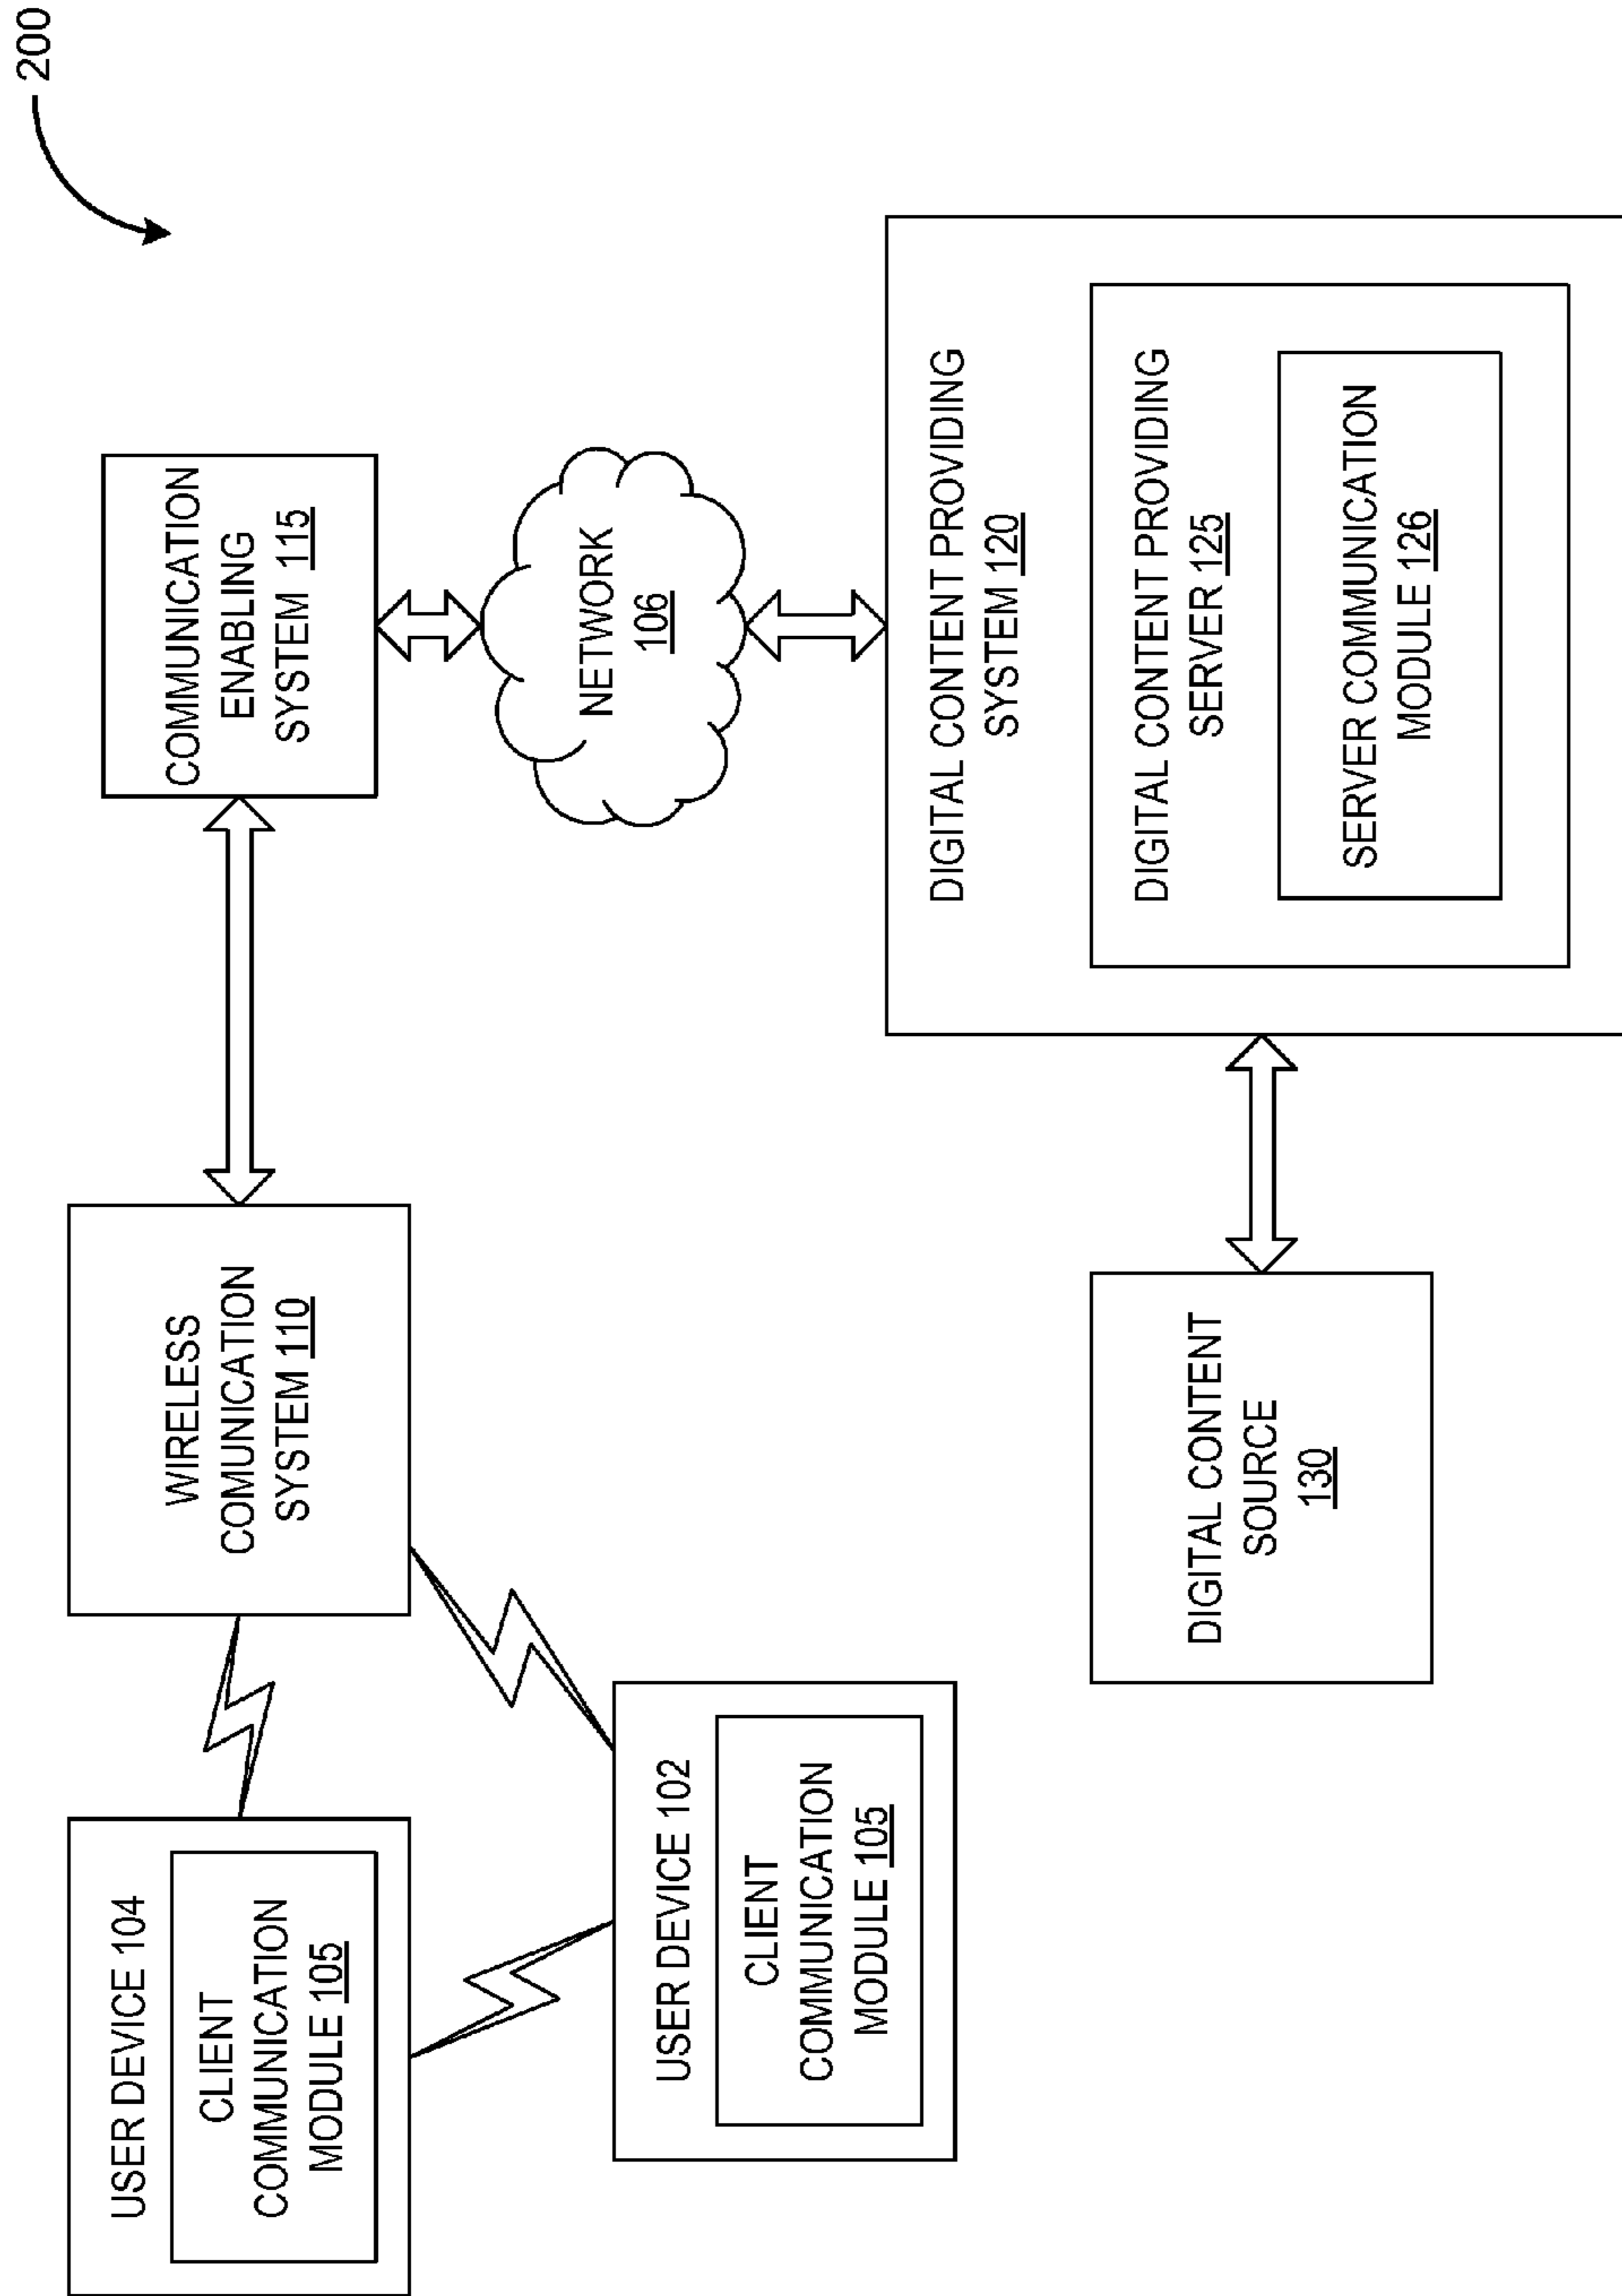 200
USER DEVICE 104
CLIENT
COMMUNICATION
MODULE 105
WIRELESS
COMUNICATION
SYSTEM 110
COMMUNICATION
ENABLING
SYSTEM 115
USER DEVICE 102
CLIENT
COMMUNICATION
MODULE 105
NETWORK
106
DIGITAL CONTENT
SOURCE
130
DIGITAL CONTENT PROVIDING
SYSTEM 120
DIGITAL CONTENT PROVIDING
SERVER 125
SERVER COMMUNICATION
MODULE 126